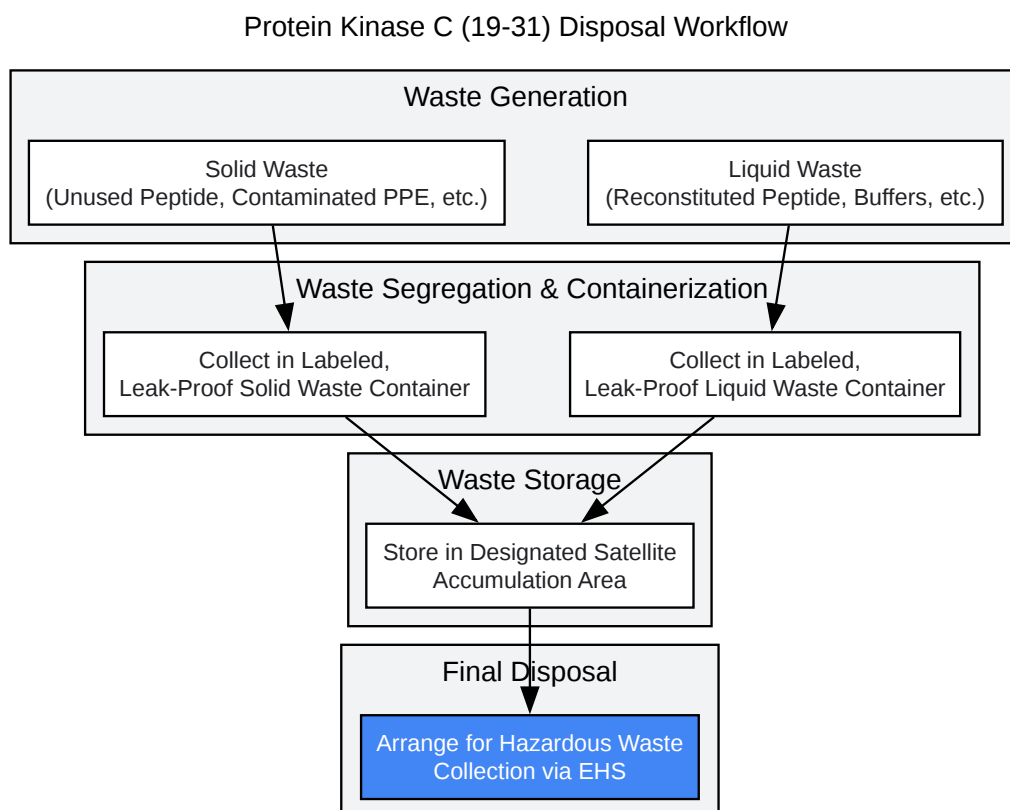 Protein Kinase C (19-31) Disposal Workflow
Waste Generation
Solid Waste
(Unused Peptide, Contaminated PPE, etc.)
Liquid Waste
(Reconstituted Peptide, Buffers, etc.)
Waste Segregation & Containerization
Collect in Labeled,
Leak-Proof Solid Waste Container
Collect in Labeled,
Leak-Proof Liquid Waste Container
Waste Storage
Store in Designated Satellite
Accumulation Area
Final Disposal
Arrange for Hazardous Waste
Collection via EHS